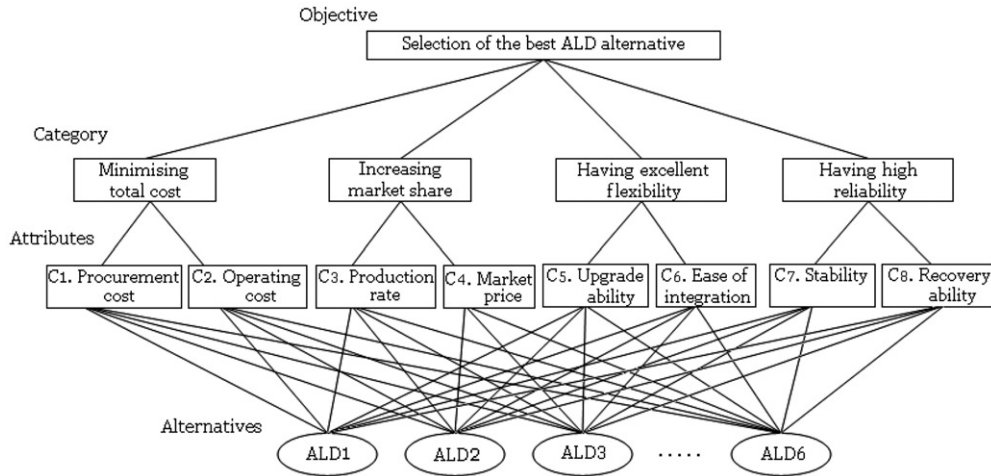 Objective
Selection of the best ALD alternative
Category
Minimising
total cost
Increasing
market share
Having excellent
flexibility
Having high
reliability
Attributes
C1. Procurement
cost
C2. Operating
cost
C3. Production
rate
C4. Market
price
C5. Upgrade
ability
C6. Ease of
integration
C7. Stability
C8. Recovery
ability
Alternatives
ALD1
ALD2
ALD3
.....
ALD6